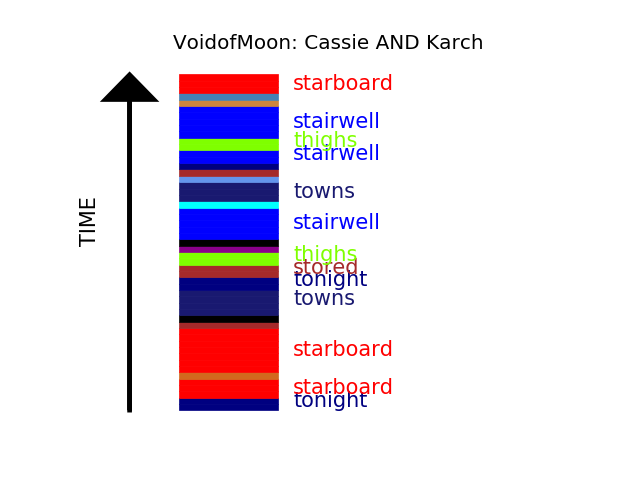 VoidofMoon: Cassie AND Karch
starboard
stairwell
thighs
stairwell
towns
TIME
stairwell
thighs
stored
tonight
towns
starboard
starboard
tonight